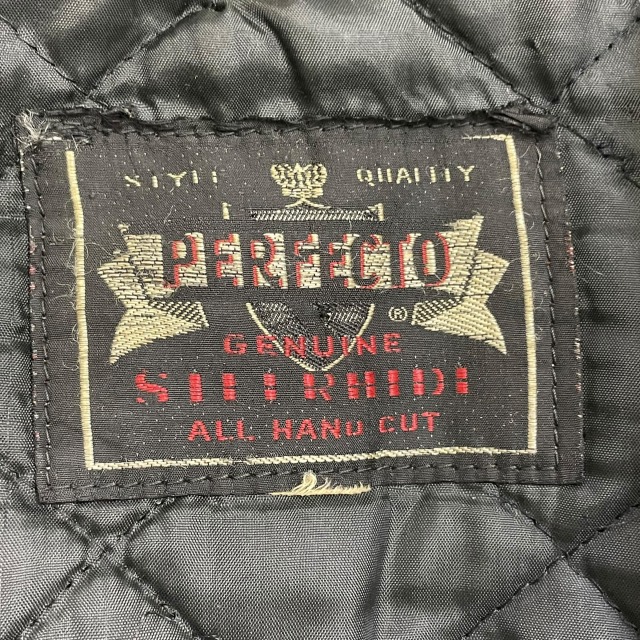 STYLE QUALITY
PERFECTO
®
GENUINE
STEERHIDE
ALL HAND CUT